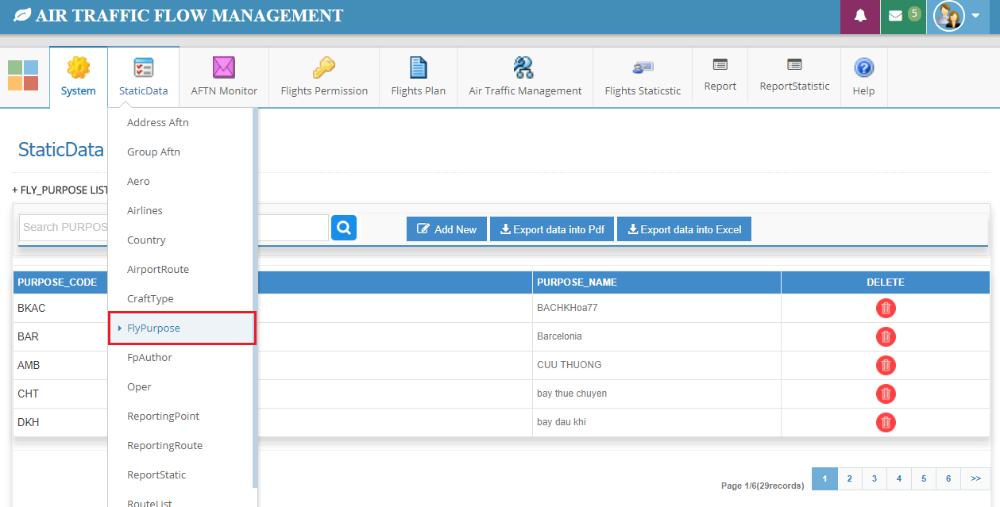 AIR TRAFFIC FLOW MANAGEMENT
5
System
StaticData
AFTN Monitor
Flights Permission
Flights Plan
Air Traffic Management
Flights Staticstic
Report
ReportStatistic
Help
Address Aftn
Group Aftn
Aero
Airlines
Country
AirportRoute
CraftType
FlyPurpose
FpAuthor
Oper
ReportingPoint
ReportingRoute
ReportStatic
RouteList
StaticData
+ FLY_PURPOSE LIST
Search PURPOS
Add New
Export data into Pdf
Export data into Excel
PURPOSE_CODE PURPOSE_NAME DELETE
BKAC BACHKHoa77
BAR Barcelonia
AMB CUU THUONG
CHT bay thue chuyen
DKH bay dau khi
Page 1/6(29records) 1 2 3 4 5 6 >>